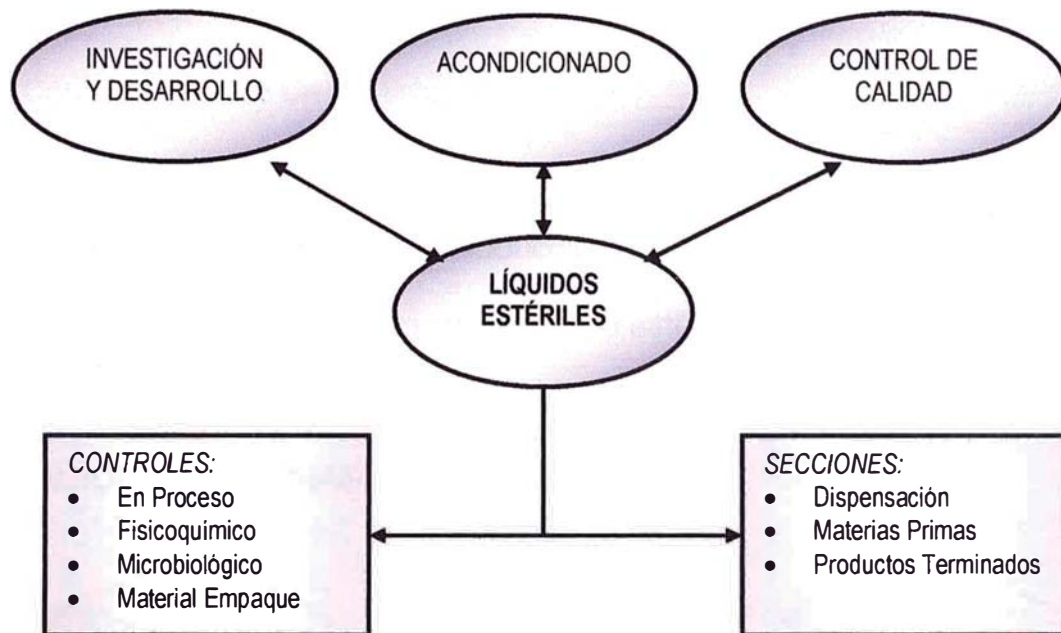 INVESTIGACIÓN
Y DESARROLLO
ACONDICIONADO
CONTROL DE
CALIDAD
LÍQUIDOS
ESTÉRILES
CONTROLES:
• En Proceso
• Fisicoquímico
• Microbiológico
• Material Empaque
SECCIONES:
• Dispensación
• Materias Primas
• Productos Terminados